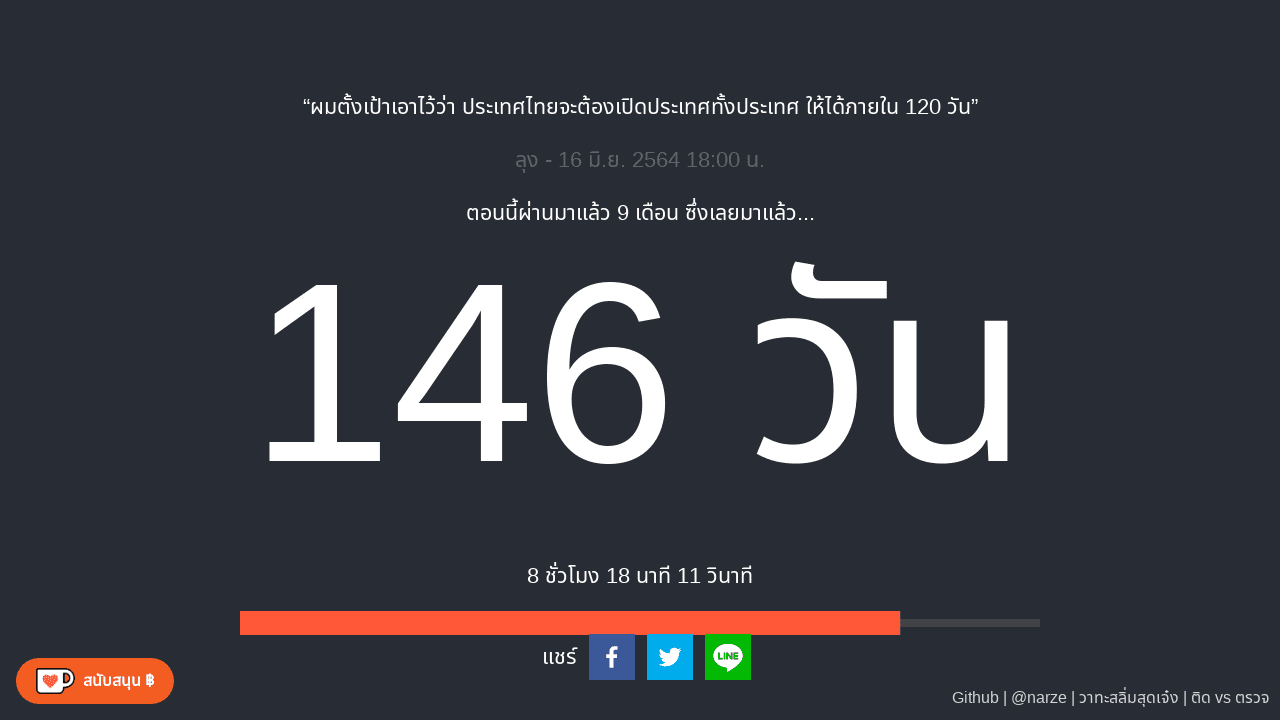 “ผมตั้งเป้าเอาไว้ว่า ประเทศไทยจะต้องเปิดประเทศทั้งประเทศ ให้ได้ภายใน 120 วัน”
ลุง - 16 มิ.ย. 2564 18:00 น.
ตอนนี้ผ่านมาแล้ว 9 เดือน ซึ่งเลยมาแล้ว...
146 วัน
8 ชั่วโมง 18 นาที 11 วินาที
แชร์
LINE
สนับสนุน ฿
Github | @narze | วาทะสลิ่มสุดเจ๋ง | ติด vs ตรวจ